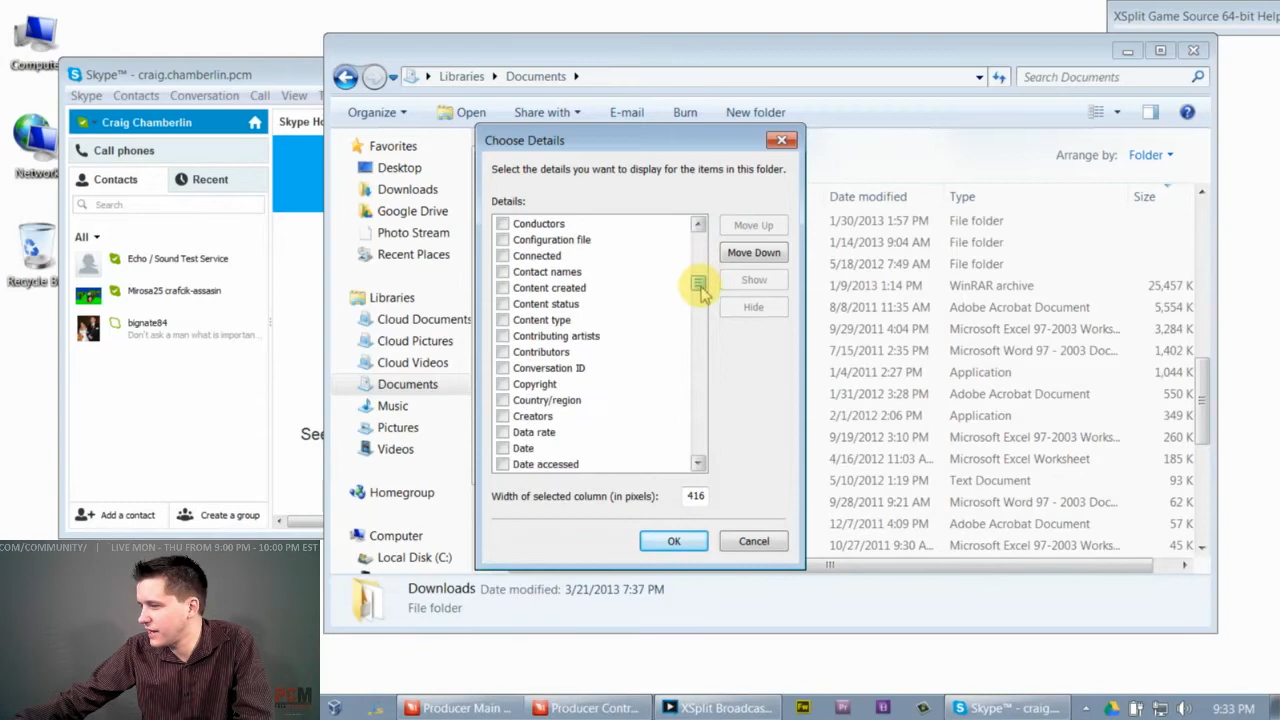 XSplit Game Source 64-bit Help
Computer
Network
Recycle B
Skype™ - craig.chamberlin.pcm
Skype Contacts Conversation Call View T
Craig Chamberlin
Call phones
Contacts
Recent
Search
All
Echo / Sound Test Service
Mirosa25 crafcik-assasin
bignate84
Don't ask a man what is importan...
Add a contact
Create a group
Skype Ho
See
Libraries
Documents
Search Documents
Organize
Open
Share with
E-mail
Burn
New folder
Favorites
Desktop
Downloads
Google Drive
Photo Stream
Recent Places
Libraries
Cloud Documents
Cloud Pictures
Cloud Videos
Documents
Music
Pictures
Videos
Homegroup
Computer
Local Disk (C:)
Choose Details
Select the details you want to display for the items in this folder.
Details:
Conductors
Configuration file
Connected
Contact names
Content created
Content status
Content type
Contributing artists
Contributors
Conversation ID
Copyright
Country/region
Creators
Data rate
Date
Date accessed
Move Up
Move Down
Show
Hide
Width of selected column (in pixels): 416
OK
Cancel
Arrange by: Folder
Date modified Type Size
1/30/2013 1:57 PM File folder
1/14/2013 9:04 AM File folder
5/18/2012 7:49 AM File folder
1/9/2013 1:14 PM WinRAR archive 25,457 K
8/8/2011 11:35 AM Adobe Acrobat Document 5,554 K
9/29/2011 4:04 PM Microsoft Excel 97-2003 Works... 3,284 K
7/15/2011 2:35 PM Microsoft Word 97 - 2003 Doc... 1,402 K
1/4/2011 2:27 PM Application 1,044 K
1/31/2012 3:28 PM Adobe Acrobat Document 550 K
2/1/2012 2:06 PM Application 349 K
9/19/2012 3:10 PM Microsoft Excel 97-2003 Works... 260 K
4/16/2012 11:03 A... Microsoft Excel Worksheet 185 K
5/10/2012 1:19 PM Text Document 93 K
9/28/2011 9:21 AM Microsoft Excel 97-2003 Works... 62 K
12/7/2011 4:09 PM Adobe Acrobat Document 51 K
10/27/2011 9:30 A... Microsoft Excel 97-2003 Works... 45 K
Downloads Date modified: 3/21/2013 7:37 PM
File folder
COM/COMMUNITY/ | LIVE MON - THU FROM 9:00 PM - 10:00 PM EST
Producer Main ...
Producer Contr...
XSplit Broadcas...
Skype™ - craig....
9:33 PM